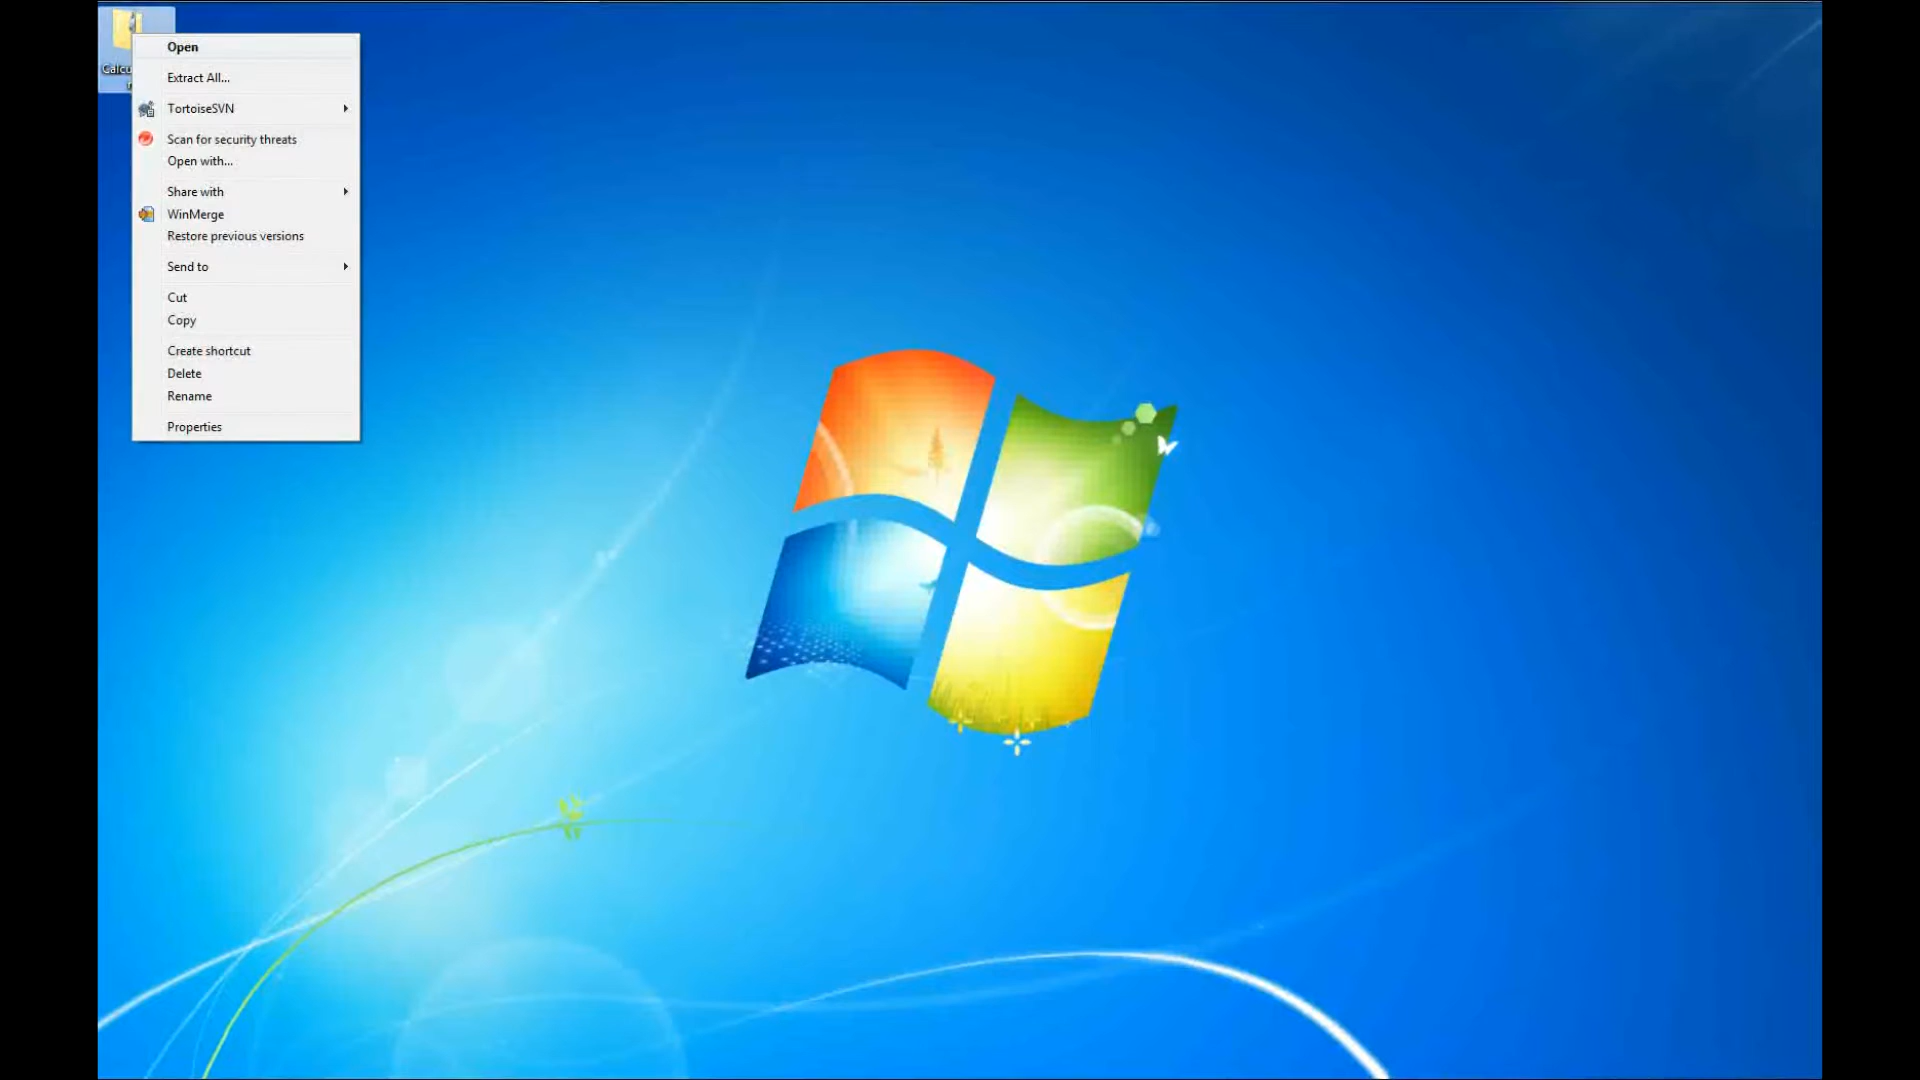 Open
Extract All...
TortoiseSVN
Scan for security threats
Open with...
Share with
WinMerge
Restore previous versions
Send to
Cut
Copy
Create shortcut
Delete
Rename
Properties